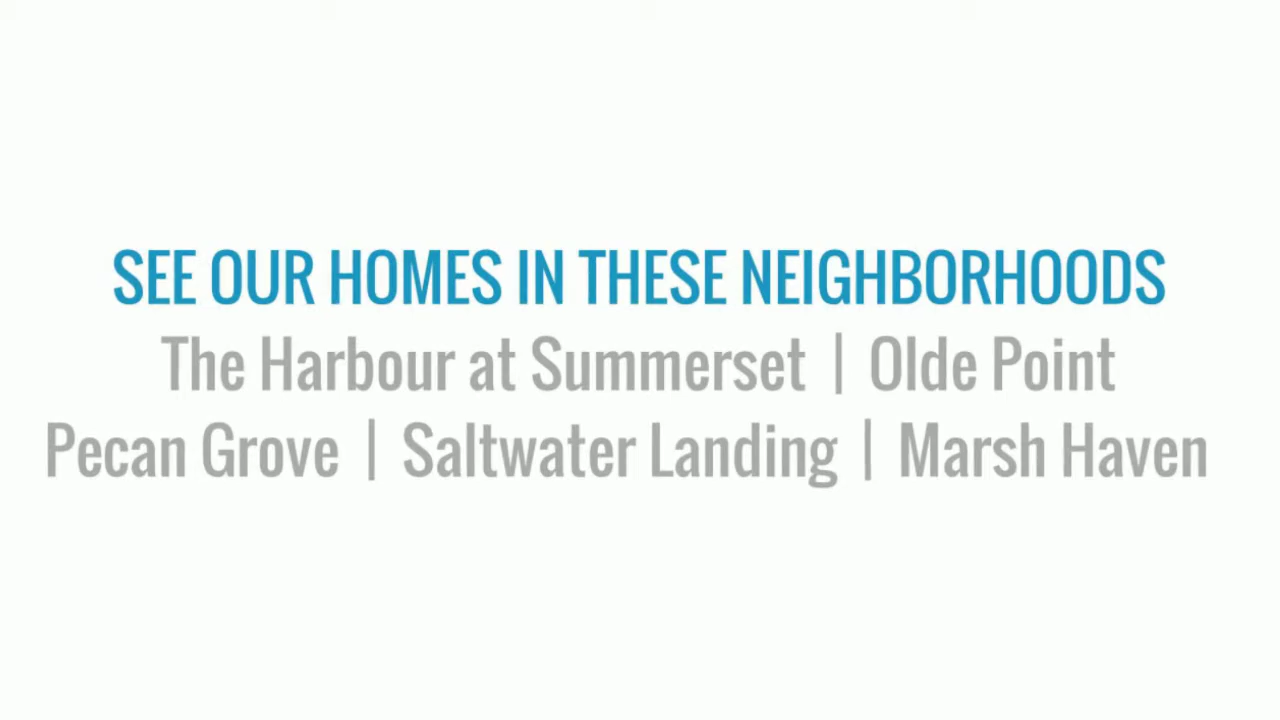 SEE OUR HOMES IN THESE NEIGHBORHOODS
The Harbour at Summerset | Olde Point
Pecan Grove | Saltwater Landing | Marsh Haven